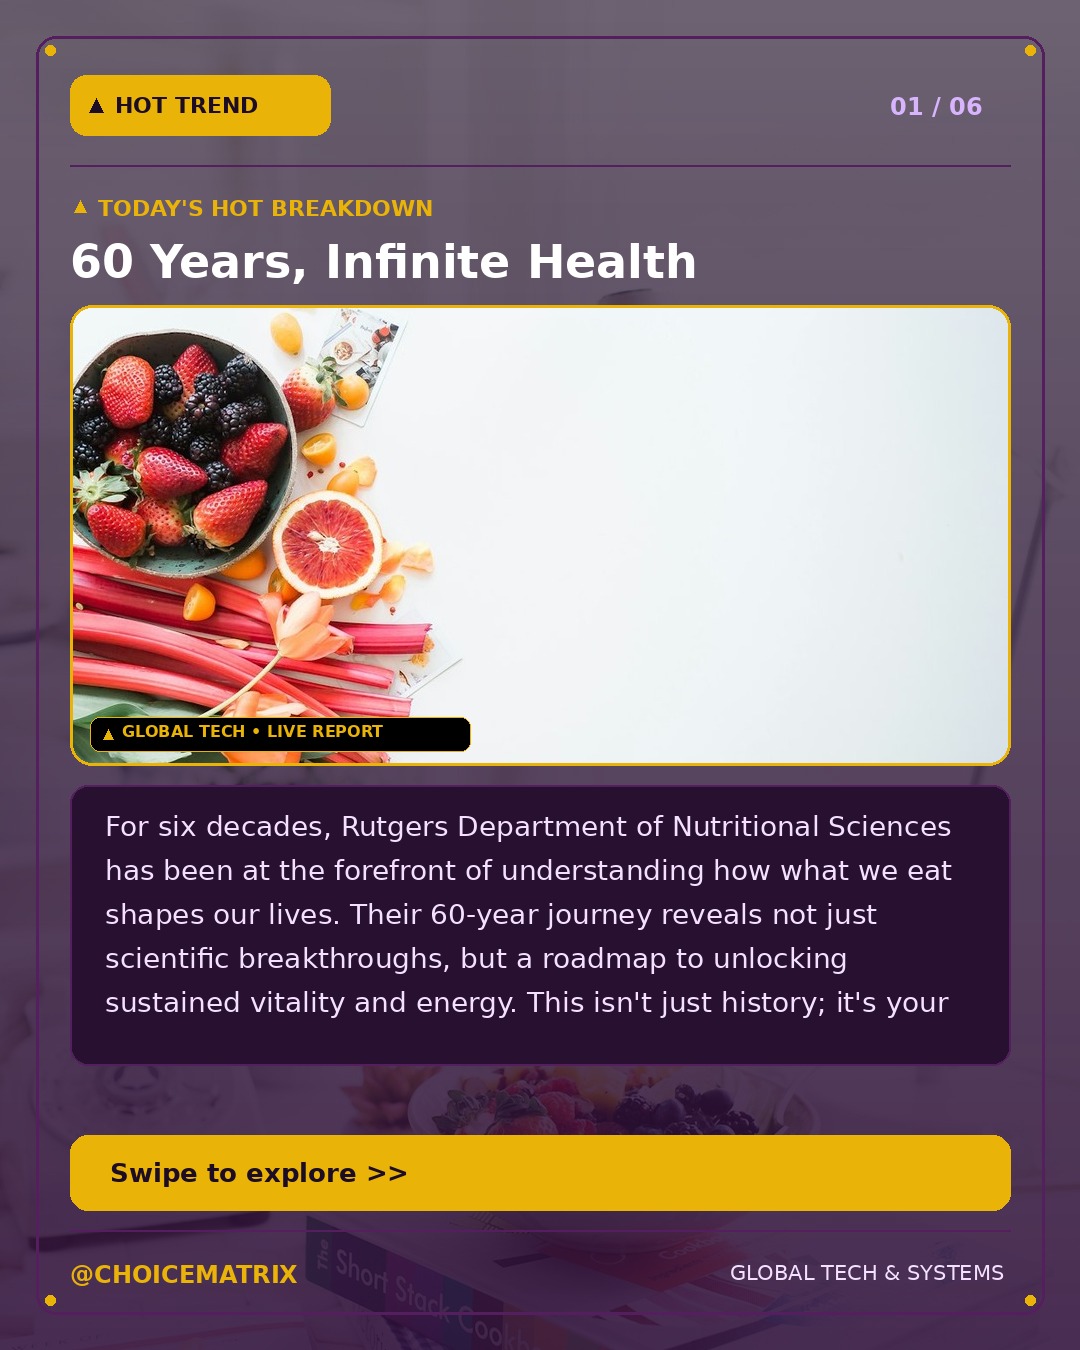 ▲ HOT TREND
01 / 06
▲ TODAY'S HOT BREAKDOWN
60 Years, Infinite Health
▲ GLOBAL TECH • LIVE REPORT
For six decades, Rutgers Department of Nutritional Sciences
has been at the forefront of understanding how what we eat
shapes our lives. Their 60-year journey reveals not just
scientific breakthroughs, but a roadmap to unlocking
sustained vitality and energy. This isn't just history; it's your
Swipe to explore >>
The
Short Stack
@CHOICEMATRIX
GLOBAL TECH & SYSTEMS